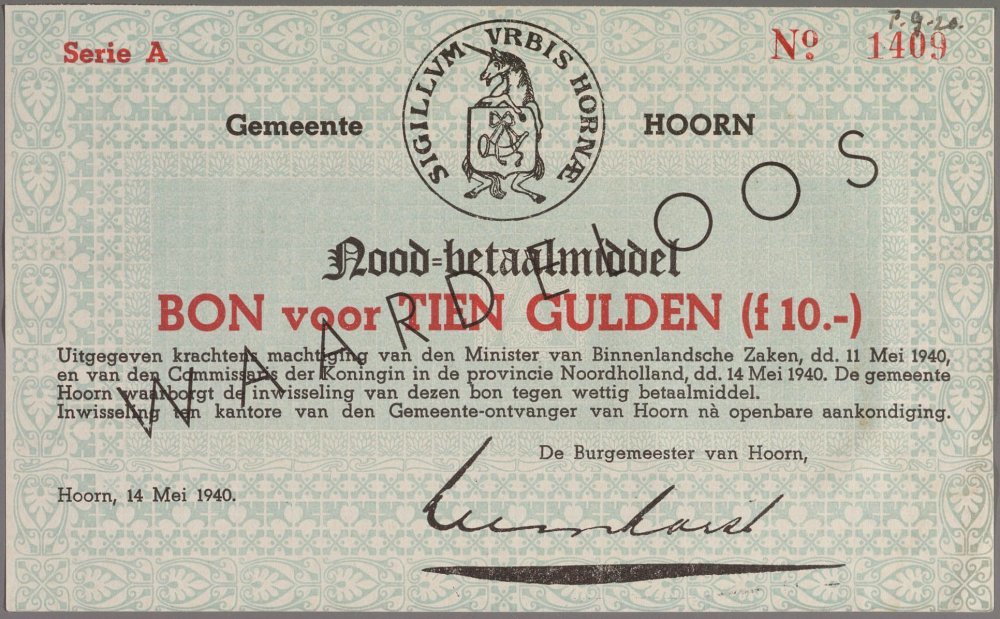 P.g-20.
Serie A
Nº 1409
SIGILLVM VRBIS HORNÆ
Gemeente HOORN
WAARDELOOS
Nood=betaalmiddel
BON voor TIEN GULDEN (f 10.-)
Uitgegeven krachtens machtiging van den Minister van Binnenlandsche Zaken, dd. 11 Mei 1940,
en van den Commissaris der Koningin in de provincie Noordholland, dd. 14 Mei 1940. De gemeente
Hoorn waarborgt de inwisseling van dezen bon tegen wettig betaalmiddel.
Inwisseling ten kantore van den Gemeente-ontvanger van Hoorn nà openbare aankondiging.
De Burgemeester van Hoorn,
Hoorn, 14 Mei 1940.